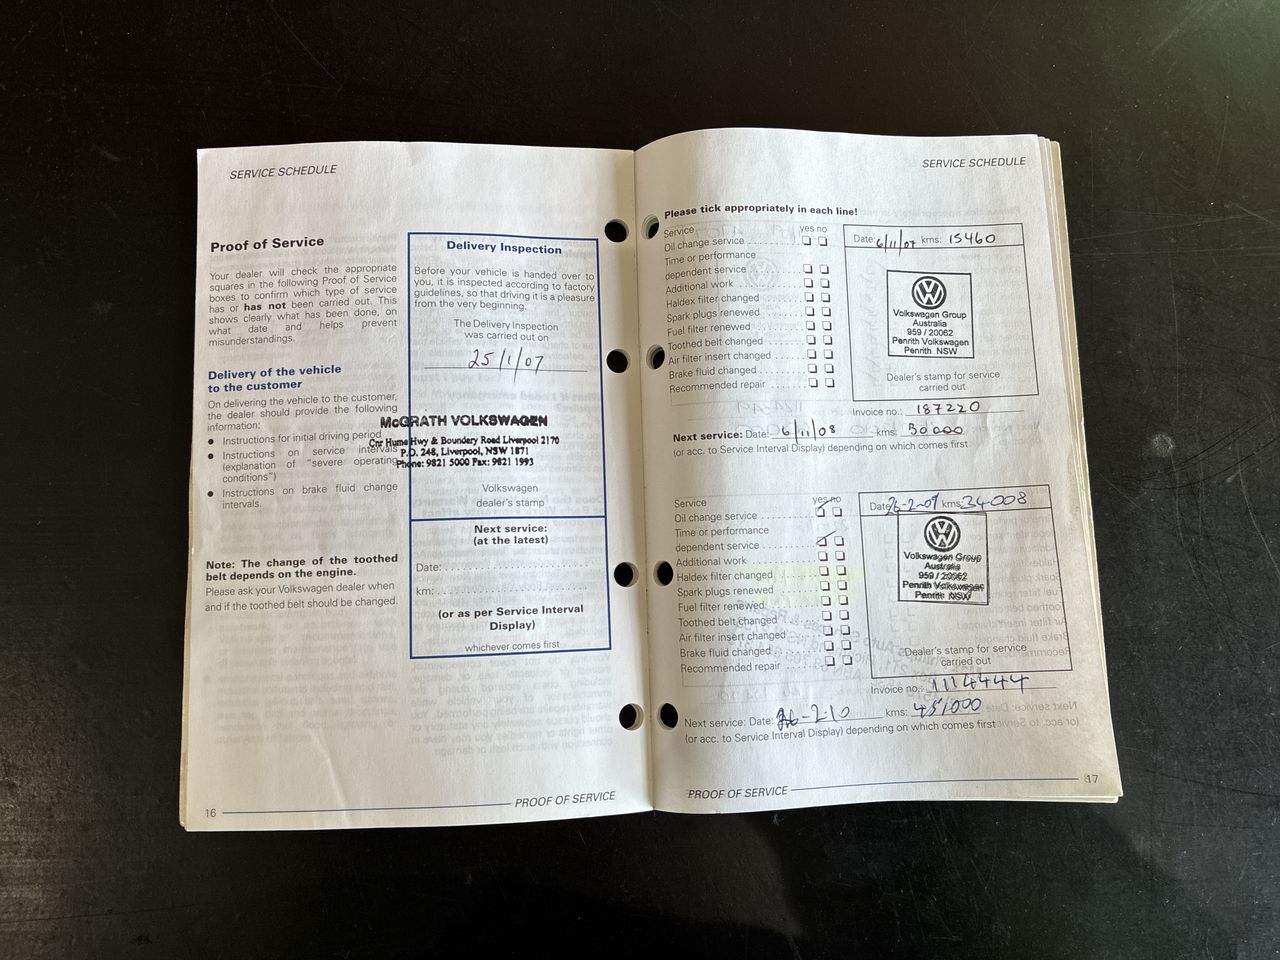 SERVICE SCHEDULE
Proof of Service
Your dealer will check the appropriate
squares in the following Proof of Service
boxes to confirm which type of service
has or has not been carried out. This
shows clearly what has been done, on
what date and helps prevent
misunderstandings.
Delivery of the vehicle
to the customer
On delivering the vehicle to the customer,
the dealer should provide the following
information:
● Instructions for initial driving period
● Instructions on service intervals
(explanation of "severe operating
conditions")
● Instructions on brake fluid change
intervals.
Note: The change of the toothed
belt depends on the engine.
Please ask your Volkswagen dealer when
and if the toothed belt should be changed.
Delivery Inspection
Before your vehicle is handed over to
you, it is inspected according to factory
guidelines, so that driving it is a pleasure
from the very beginning.
The Delivery Inspection
was carried out on
25/1/07
McGRATH VOLKSWAGEN
Cnr Hume Hwy & Boundary Road Liverpool 2170
P.O. 248, Liverpool, NSW 1871
Phone: 9821 5000 Fax: 9821 1993
Volkswagen
dealer's stamp
Next service:
(at the latest)
Date:
km:
(or as per Service Interval
Display)
whichever comes first
16 PROOF OF SERVICE
SERVICE SCHEDULE
Please tick appropriately in each line!
Service yes no
Oil change service
Time or performance
dependent service
Additional work
Haldex filter changed
Spark plugs renewed
Fuel filter renewed
Toothed belt changed
Air filter insert changed
Brake fluid changed
Recommended repair
Date: 6/11/07 kms: 15460
Volkswagen Group
Australia
959 / 20062
Penrith Volkswagen
Penrith NSW
Dealer's stamp for service
carried out
Invoice no.: 187220
Next service: Date: 6/11/08 kms: 30000
(or acc. to Service Interval Display) depending on which comes first
Service yes no
Oil change service
Time or performance
dependent service
Additional work
Haldex filter changed
Spark plugs renewed
Fuel filter renewed
Toothed belt changed
Air filter insert changed
Brake fluid changed
Recommended repair
Date: 26-2-09 kms: 34008
Volkswagen Group
Australia
959 / 20062
Penrith Volkswagen
Penrith NSW
Dealer's stamp for service
carried out
Invoice no.: 1114444
Next service: Date: 26-2-10 kms: 45,000
(or acc. to Service Interval Display) depending on which comes first
PROOF OF SERVICE 17